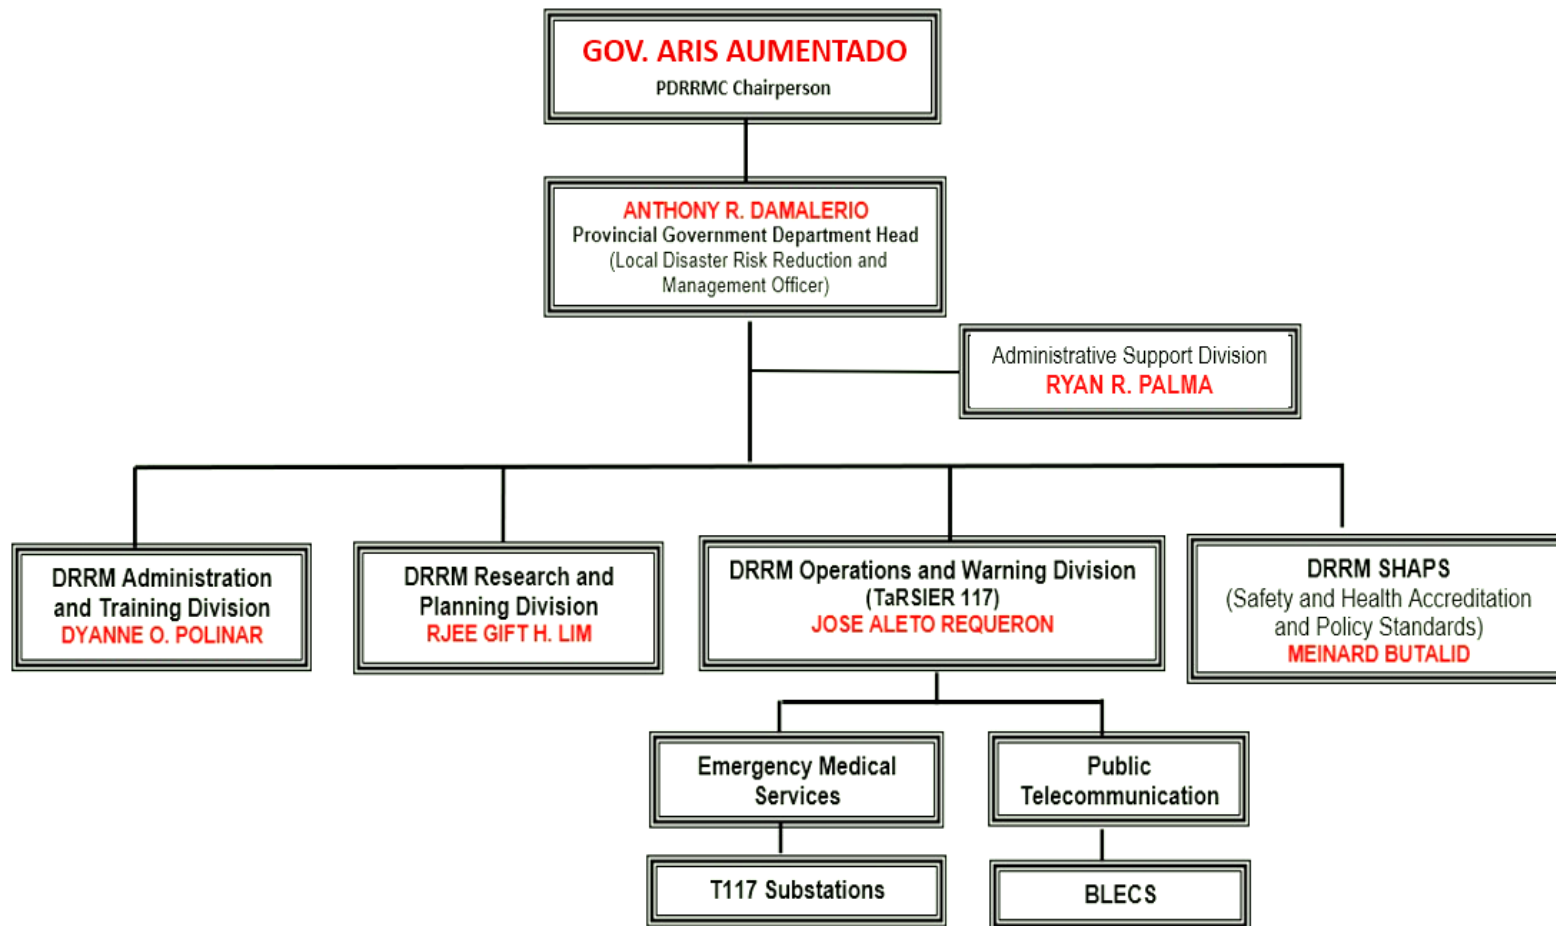 GOV. ARIS AUMENTADO
PDRRMC Chairperson
ANTHONY R. DAMALERIO
Provincial Government Department Head
(Local Disaster Risk Reduction and
Management Officer)
Administrative Support Division
RYAN R. PALMA
DRRM Administration
and Training Division
DYANNE O. POLINAR
DRRM Research and
Planning Division
RJEE GIFT H. LIM
DRRM Operations and Warning Division
(TaRSIER 117)
JOSE ALETO REQUERON
DRRM SHAPS
(Safety and Health Accreditation
and Policy Standards)
MEINARD BUTALID
Emergency Medical
Services
Public
Telecommunication
T117 Substations
BLECS